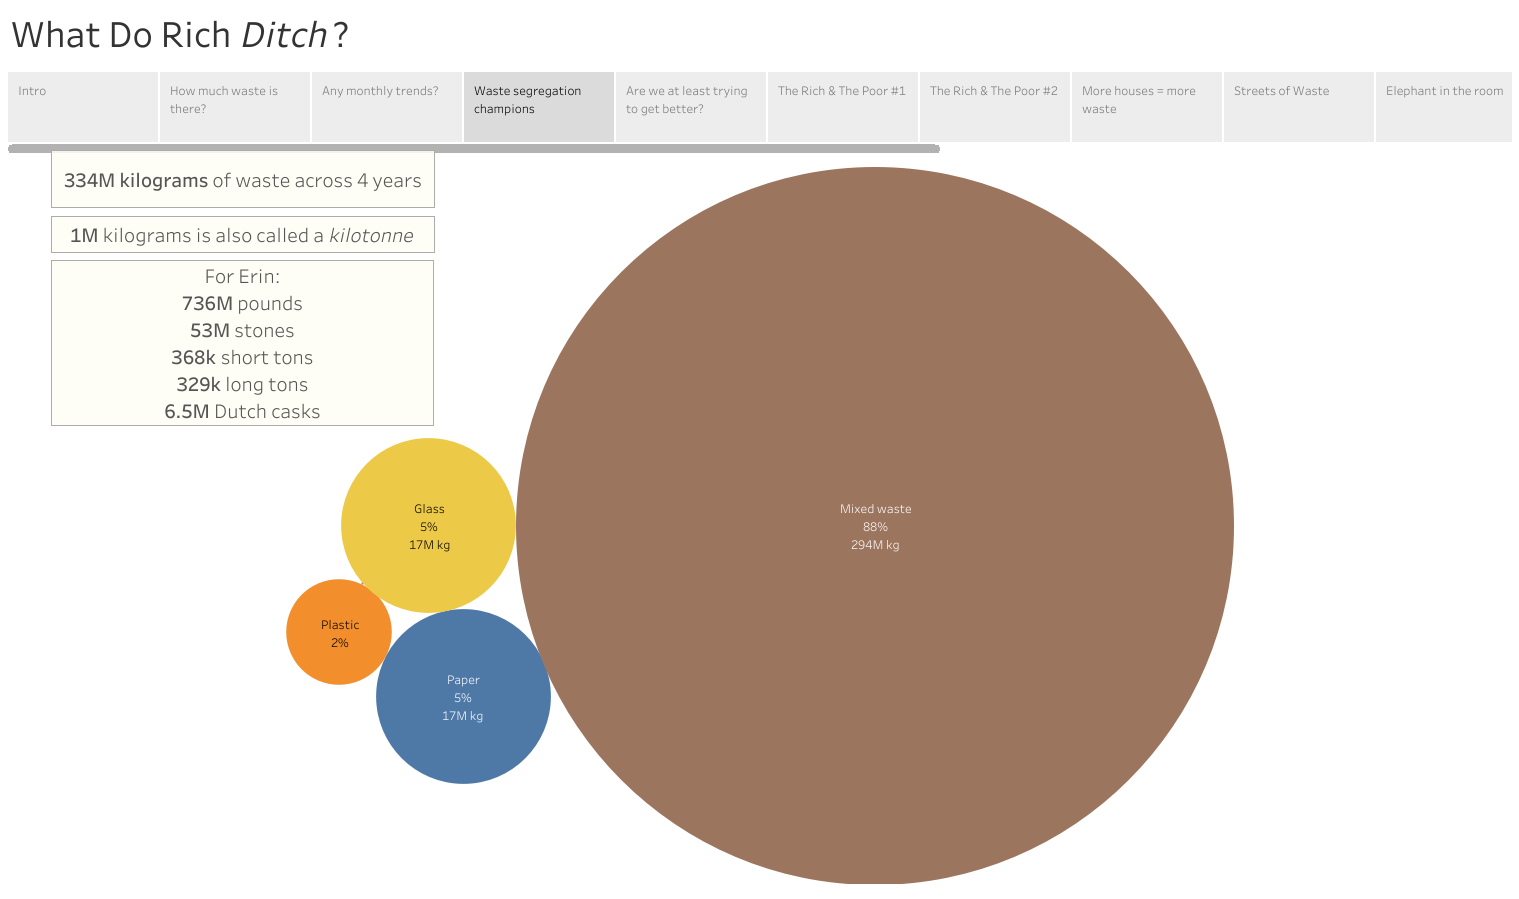 What Do Rich Ditch?
Intro
How much waste is
there?
Any monthly trends?
Waste segregation
champions
Are we at least trying
to get better?
The Rich & The Poor #1
The Rich & The Poor #2
More houses = more
waste
Streets of Waste
Elephant in the room
334M kilograms of waste across 4 years
1M kilograms is also called a kilotonne
For Erin:
736M pounds
53M stones
368k short tons
329k long tons
6.5M Dutch casks
Glass
5%
17M kg
Mixed waste
88%
294M kg
Plastic
2%
Paper
5%
17M kg